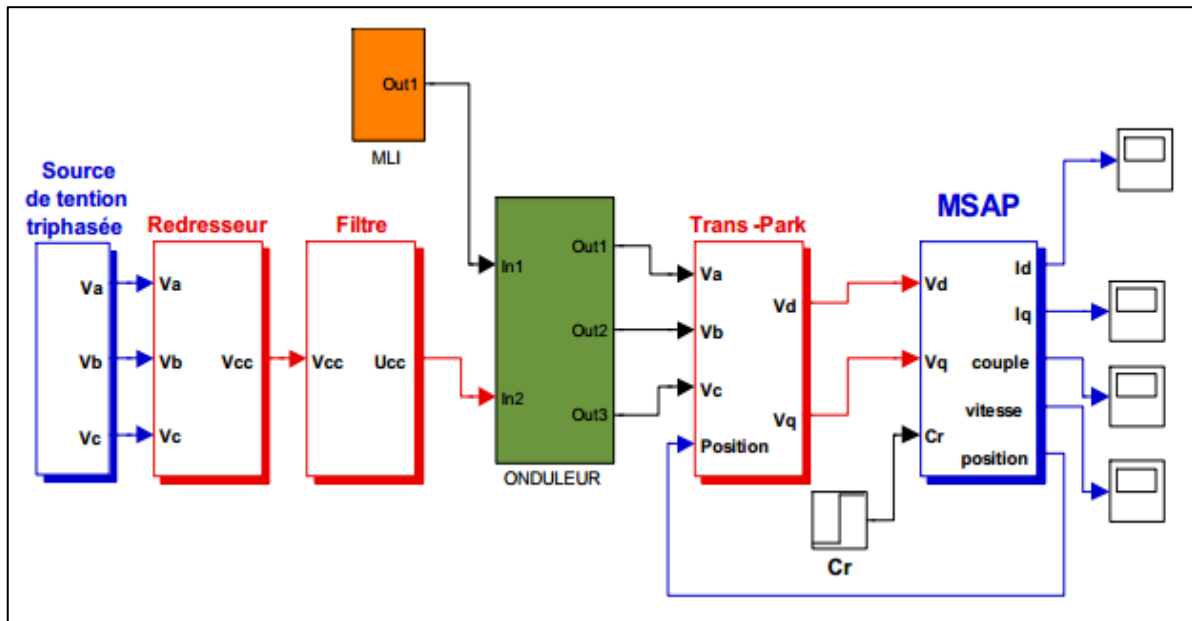 Out1
MLI
Source
de tention
triphasée
Redresseur
Filtre
Trans -Park
MSAP
Va
Vb
Vc
Va
Vb
Vc
Vcc
Vcc
Ucc
In1
In2
Out1
Out2
Out3
ONDULEUR
Va
Vb
Vc
Position
Vd
Vq
Vd
Vq
Cr
Id
Iq
couple
vitesse
position
Cr